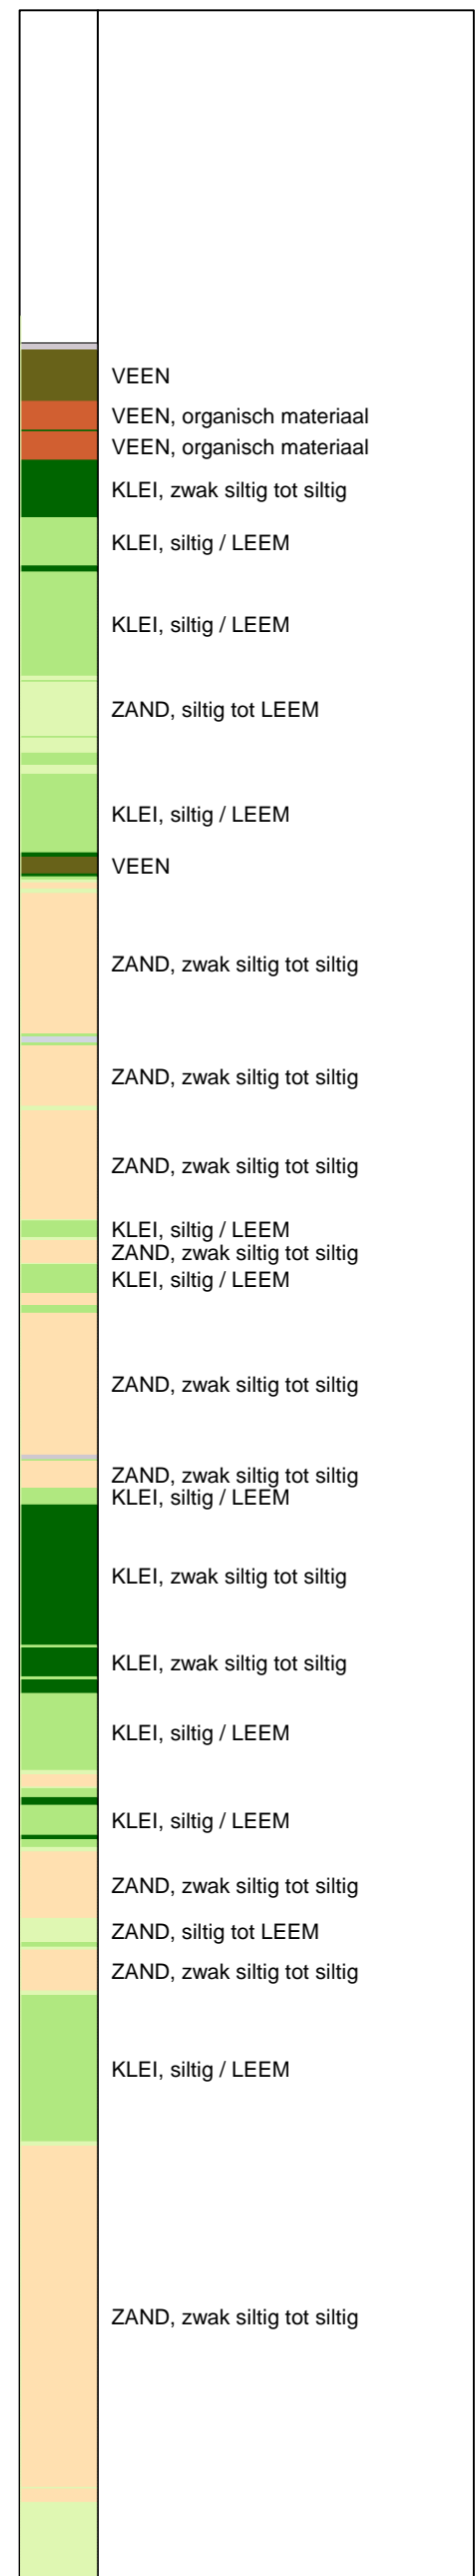 VEEN
VEEN, organisch materiaal
VEEN, organisch materiaal
KLEI, zwak siltig tot siltig
KLEI, siltig / LEEM
KLEI, siltig / LEEM
ZAND, siltig tot LEEM
KLEI, siltig / LEEM
VEEN
ZAND, zwak siltig tot siltig
ZAND, zwak siltig tot siltig
ZAND, zwak siltig tot siltig
KLEI, siltig / LEEM
ZAND, zwak siltig tot siltig
KLEI, siltig / LEEM
ZAND, zwak siltig tot siltig
ZAND, zwak siltig tot siltig
KLEI, siltig / LEEM
KLEI, zwak siltig tot siltig
KLEI, zwak siltig tot siltig
KLEI, siltig / LEEM
KLEI, siltig / LEEM
ZAND, zwak siltig tot siltig
ZAND, siltig tot LEEM
ZAND, zwak siltig tot siltig
KLEI, siltig / LEEM
ZAND, zwak siltig tot siltig